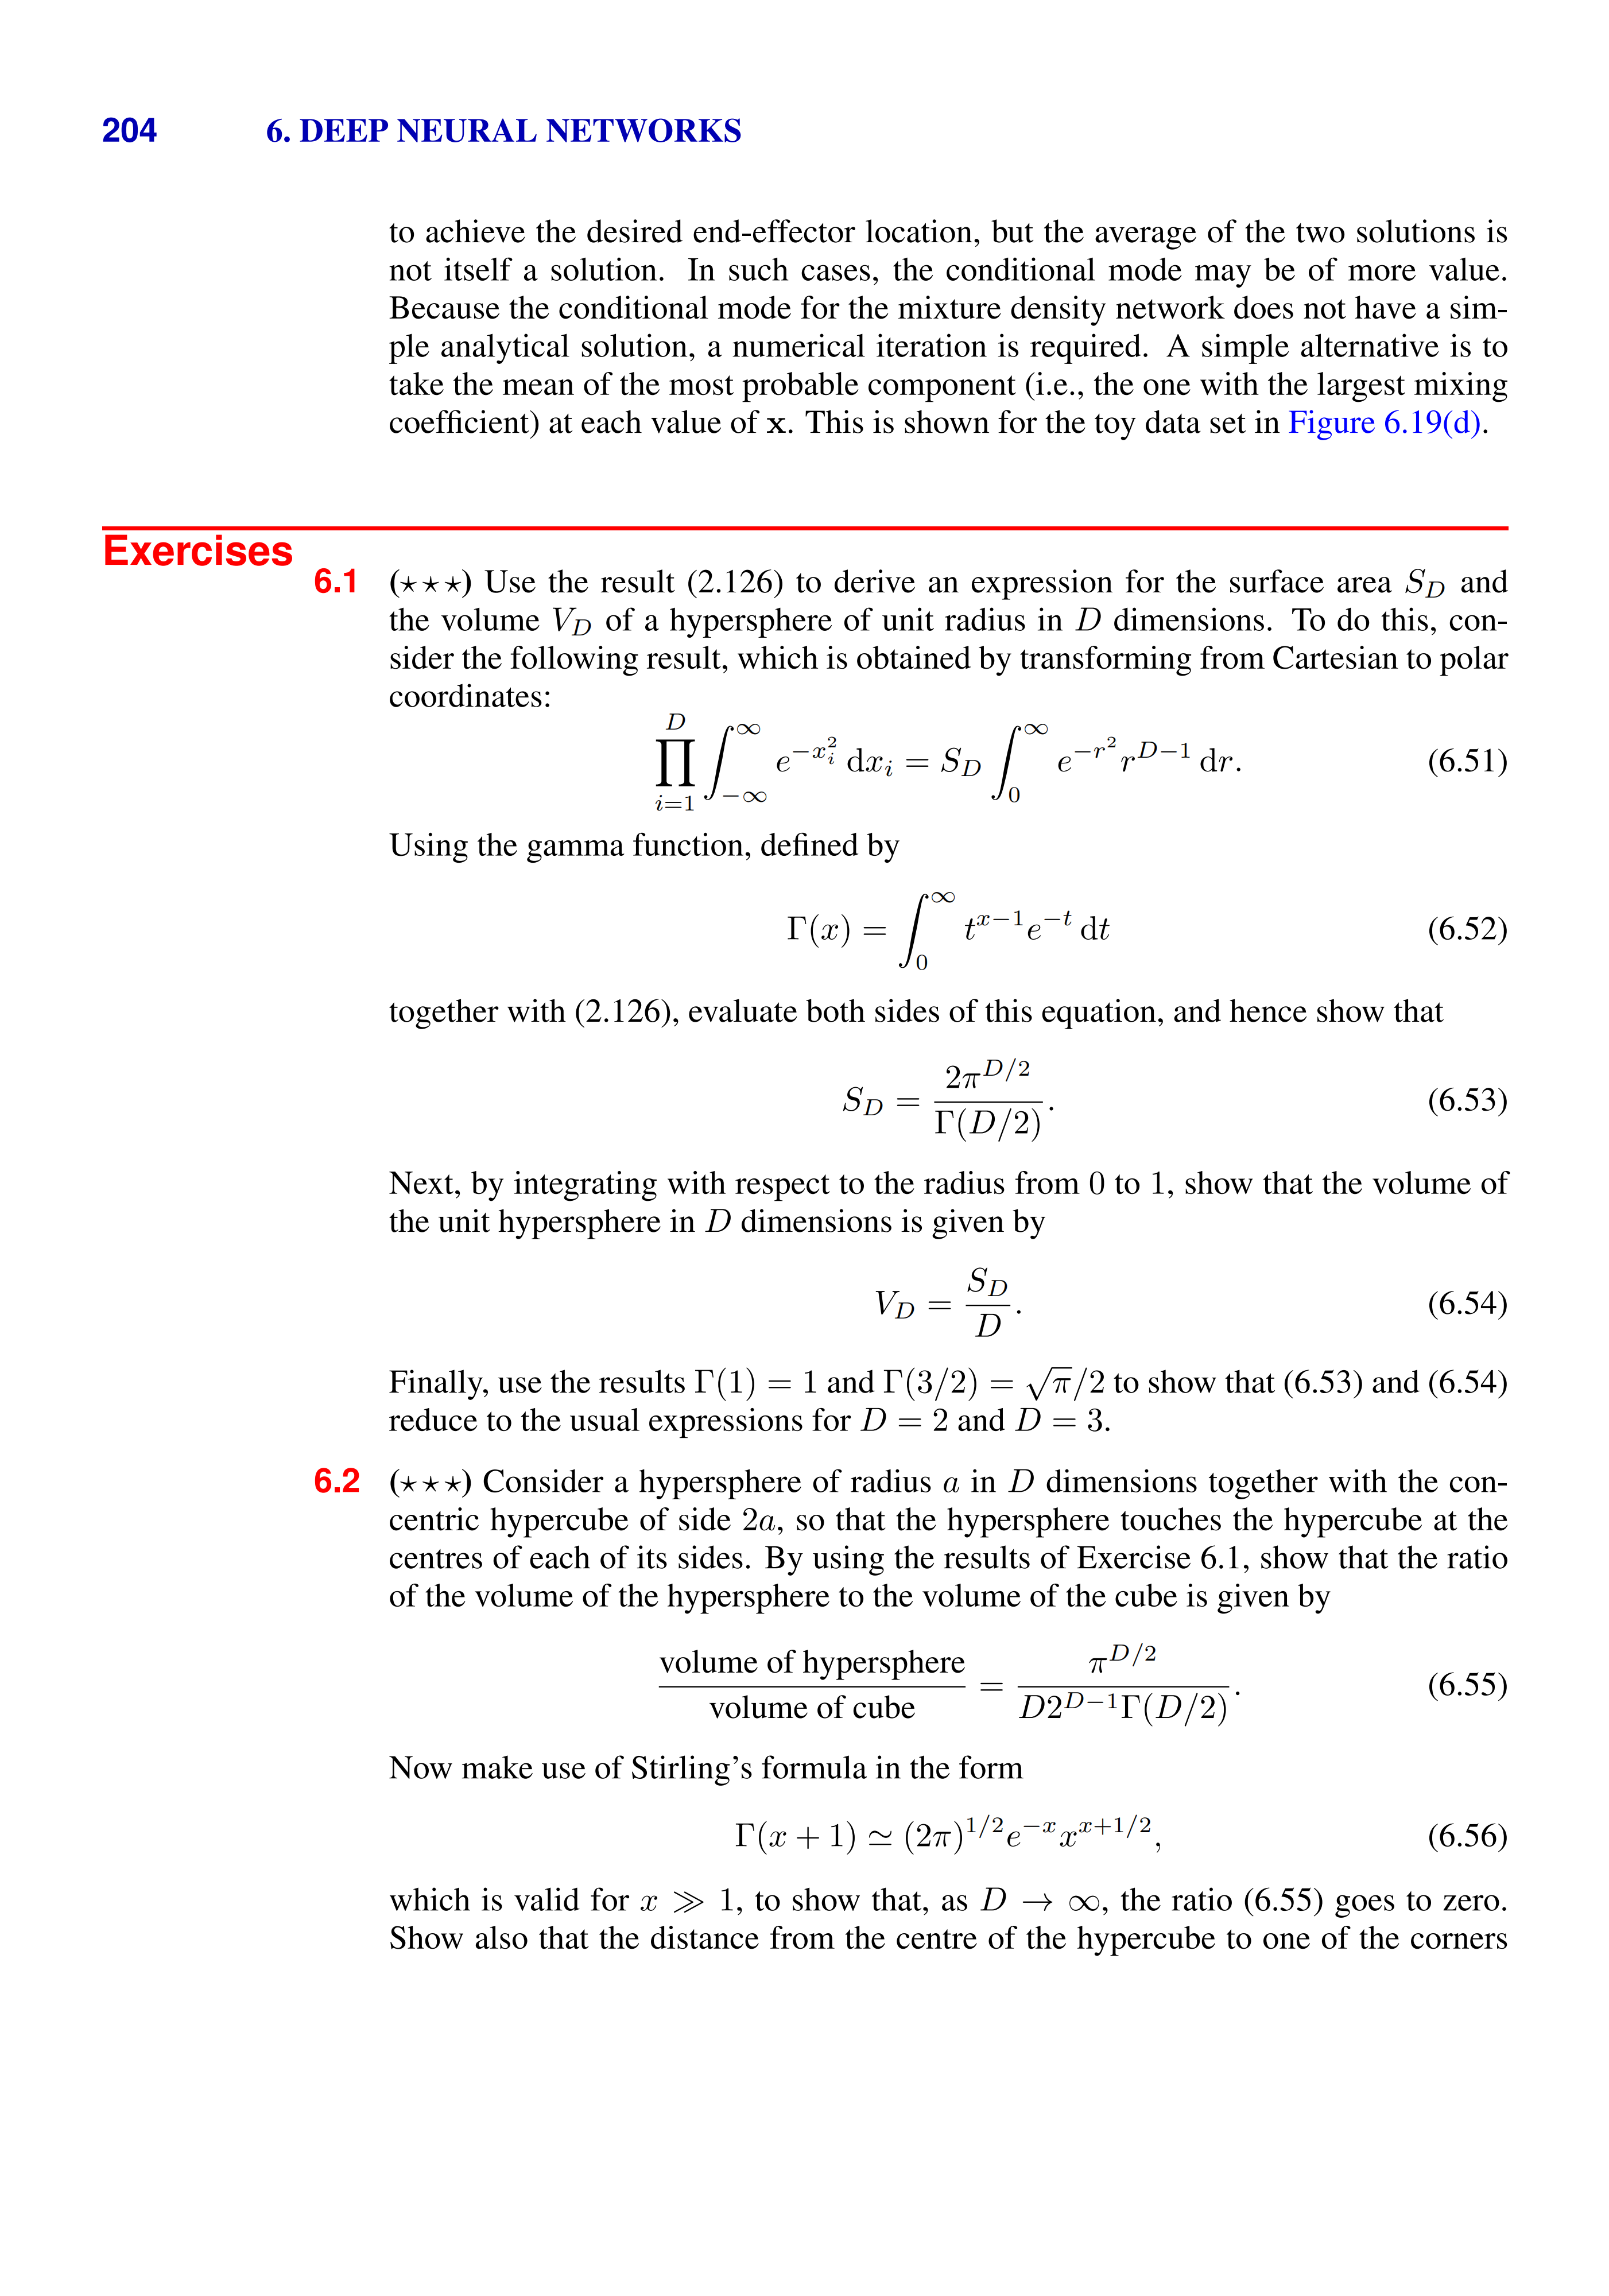 204 6. DEEP NEURAL NETWORKS
to achieve the desired end-effector location, but the average of the two solutions is
not itself a solution. In such cases, the conditional mode may be of more value.
Because the conditional mode for the mixture density network does not have a sim-
ple analytical solution, a numerical iteration is required. A simple alternative is to
take the mean of the most probable component (i.e., the one with the largest mixing
coefficient) at each value of x. This is shown for the toy data set in Figure 6.19(d).
Exercises
6.1 (⋆⋆⋆) Use the result (2.126) to derive an expression for the surface area $S_D$ and
the volume $V_D$ of a hypersphere of unit radius in $D$ dimensions. To do this, con-
sider the following result, which is obtained by transforming from Cartesian to polar
coordinates:
$\prod_{i=1}^{D} \int_{-\infty}^{\infty} e^{-x_i^2} \, \mathrm{d}x_i = S_D \int_{0}^{\infty} e^{-r^2} r^{D-1} \, \mathrm{d}r.$ (6.51)
Using the gamma function, defined by
$\Gamma(x) = \int_{0}^{\infty} t^{x-1} e^{-t} \, \mathrm{d}t$ (6.52)
together with (2.126), evaluate both sides of this equation, and hence show that
$S_D = \frac{2\pi^{D/2}}{\Gamma(D/2)}.$ (6.53)
Next, by integrating with respect to the radius from 0 to 1, show that the volume of
the unit hypersphere in $D$ dimensions is given by
$V_D = \frac{S_D}{D}.$ (6.54)
Finally, use the results $\Gamma(1) = 1$ and $\Gamma(3/2) = \sqrt{\pi}/2$ to show that (6.53) and (6.54)
reduce to the usual expressions for $D = 2$ and $D = 3$.
6.2 (⋆⋆⋆) Consider a hypersphere of radius $a$ in $D$ dimensions together with the con-
centric hypercube of side $2a$, so that the hypersphere touches the hypercube at the
centres of each of its sides. By using the results of Exercise 6.1, show that the ratio
of the volume of the hypersphere to the volume of the cube is given by
$\frac{\text{volume of hypersphere}}{\text{volume of cube}} = \frac{\pi^{D/2}}{D2^{D-1}\Gamma(D/2)}.$ (6.55)
Now make use of Stirling's formula in the form
$\Gamma(x + 1) \simeq (2\pi)^{1/2} e^{-x} x^{x+1/2},$ (6.56)
which is valid for $x \gg 1$, to show that, as $D \to \infty$, the ratio (6.55) goes to zero.
Show also that the distance from the centre of the hypercube to one of the corners